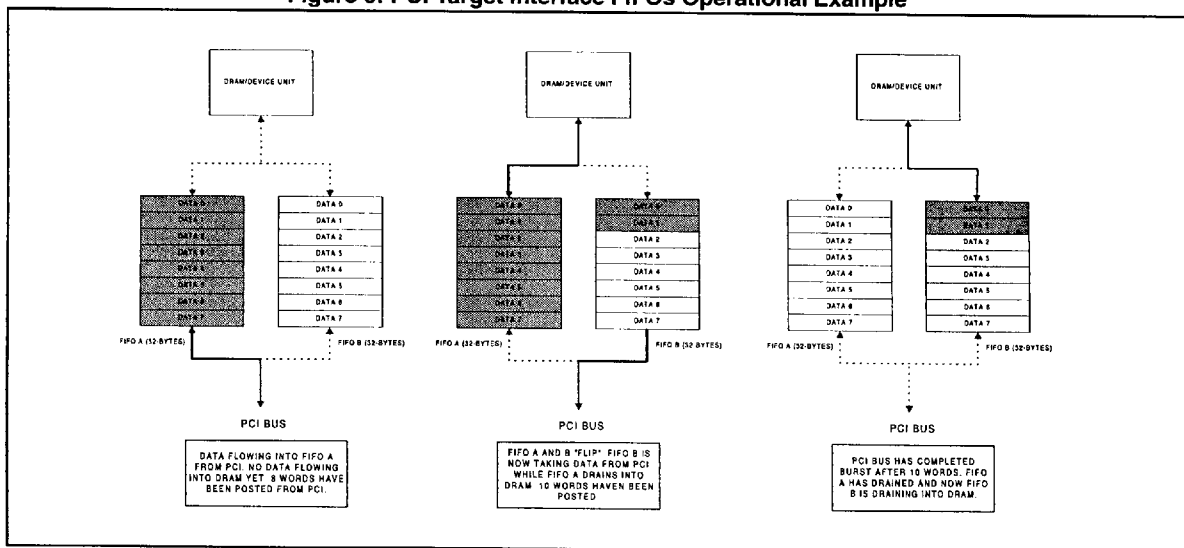 PCI Target Interface FIFOs Operational Example
DRAM/DEVICE UNIT
DATA 0
DATA 1
DATA 7
FIFO A (32-BYTES)
DATA 0
DATA 1
DATA 2
DATA 3
DATA 4
DATA 5
DATA 6
DATA 7
FIFO B (32-BYTES)
PCI BUS
DATA FLOWING INTO FIFO A
FROM PCI. NO DATA FLOWING
INTO DRAM YET 8 WORDS HAVE
BEEN POSTED FROM PCI.
DRAM/DEVICE UNIT
DATA 4
FIFO A (32-BYTES)
DATA 2
DATA 3
DATA 4
DATA 5
DATA 6
DATA 7
FIFO B (32-BYTES)
PCI BUS
FIFO A AND B "FLIP" FIFO B IS
NOW TAKING DATA FROM PCI
WHILE FIFO A DRAINS INTO
DRAM 10 WORDS HAVEN BEEN
POSTED
DRAM/DEVICE UNIT
DATA 0
DATA 1
DATA 2
DATA 3
DATA 4
DATA 5
DATA 6
DATA 7
FIFO A (32-BYTES)
DATA 2
DATA 3
DATA 4
DATA 5
DATA 6
DATA 7
FIFO B (32-BYTES)
PCI BUS
PCI BUS HAS COMPLETED
BURST AFTER 10 WORDS. FIFO
A HAS DRAINED AND NOW FIFO
B IS DRAINING INTO DRAM.